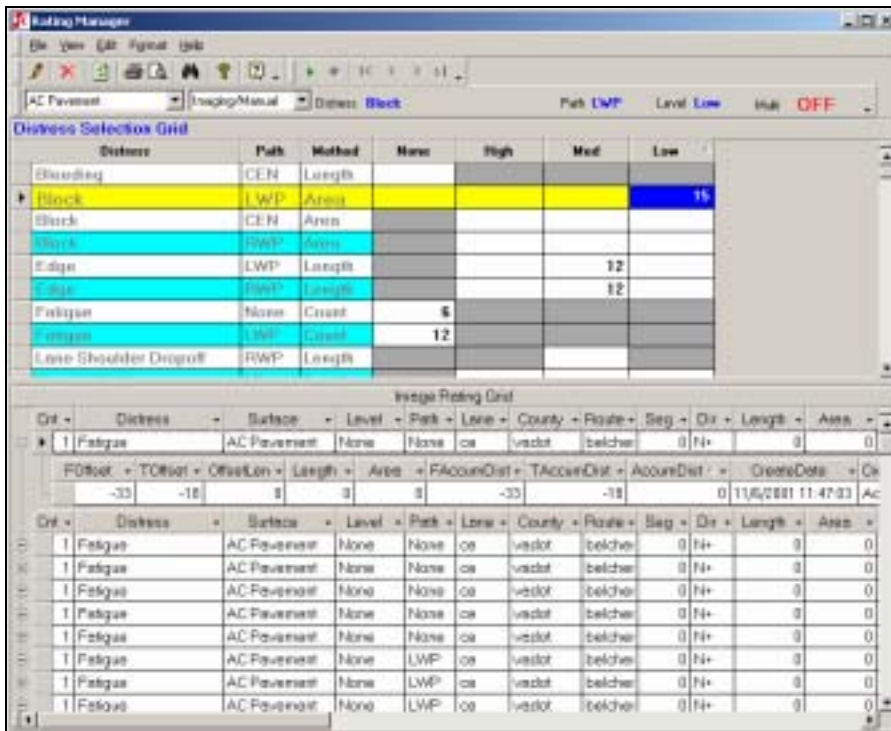 Rating Manager
File View Edit Format Help
AC Pavement Imaging/Manual Distress Block Path LWP Level Low Multi OFF
Distress Selection Grid
Distress Path Method None High Med Low
Bleeding CEN Length
Block LWP Area 15
Block CEN Area
Block RWP Area
Edge LWP Length 12
Edge RWP Length 12
Fatigue None Count 6
Fatigue LWP Count 12
Lane Shoulder Dropoff RWP Length
Image Rating Grid
Cnt Distress Surface Level Path Lane County Route Seg Dir Length Area
1 Fatigue AC Pavement None None ce vedot belcher 0 N+ 0 0
FOffset TOffset OffsetLen Length Area FAccumDist TAccumDist AccumDist CreateDate
-33 -18 0 0 0 -33 -18 0 11/6/2001 11:47:03 Ac
Cnt Distress Surface Level Path Lane County Route Seg Dir Length Area
1 Fatigue AC Pavement None None ce vedot belcher 0 N+ 0 0
1 Fatigue AC Pavement None None ce vedot belcher 0 N+ 0 0
1 Fatigue AC Pavement None None ce vedot belcher 0 N+ 0 0
1 Fatigue AC Pavement None None ce vedot belcher 0 N+ 0 0
1 Fatigue AC Pavement None None ce vedot belcher 0 N+ 0 0
1 Fatigue AC Pavement None LWP ce vedot belcher 0 N+ 0 0
1 Fatigue AC Pavement None LWP ce vedot belcher 0 N+ 0 0
1 Fatigue AC Pavement None LWP ce vedot belcher 0 N+ 0 0